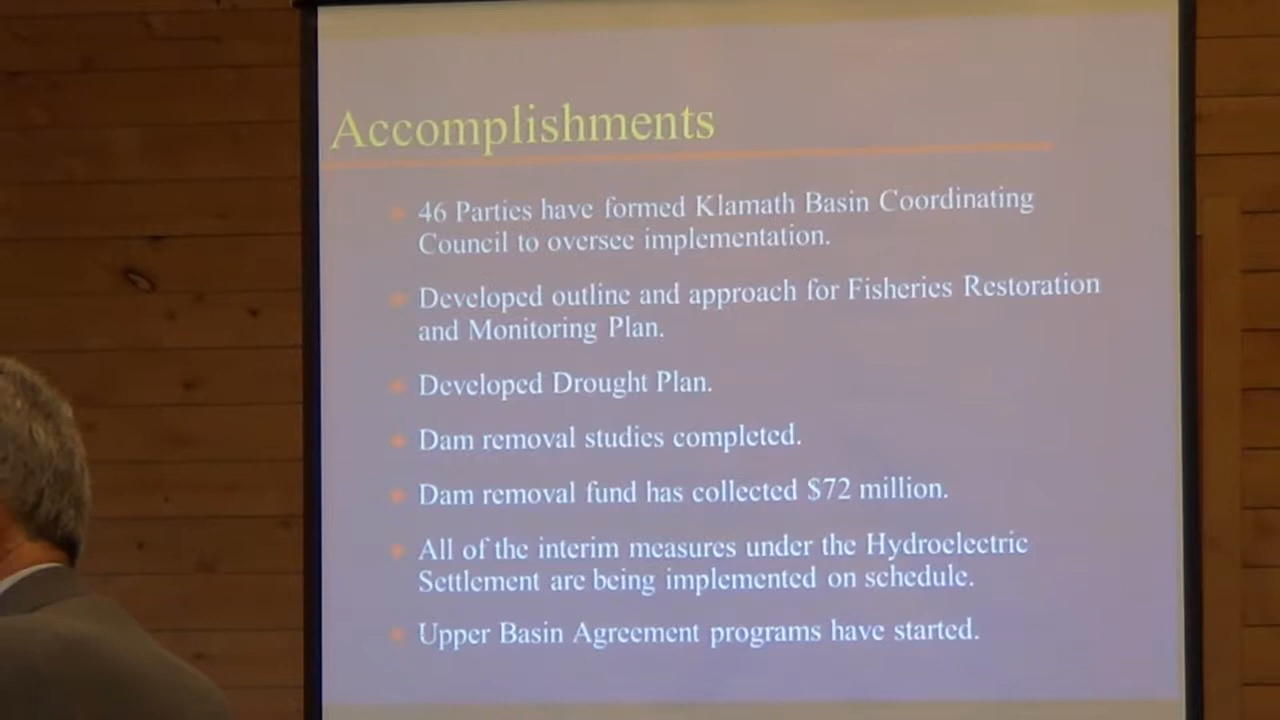 Accomplishments
46 Parties have formed Klamath Basin Coordinating
Council to oversee implementation.
Developed outline and approach for Fisheries Restoration
and Monitoring Plan.
Developed Drought Plan.
Dam removal studies completed.
Dam removal fund has collected $72 million.
All of the interim measures under the Hydroelectric
Settlement are being implemented on schedule.
Upper Basin Agreement programs have started.